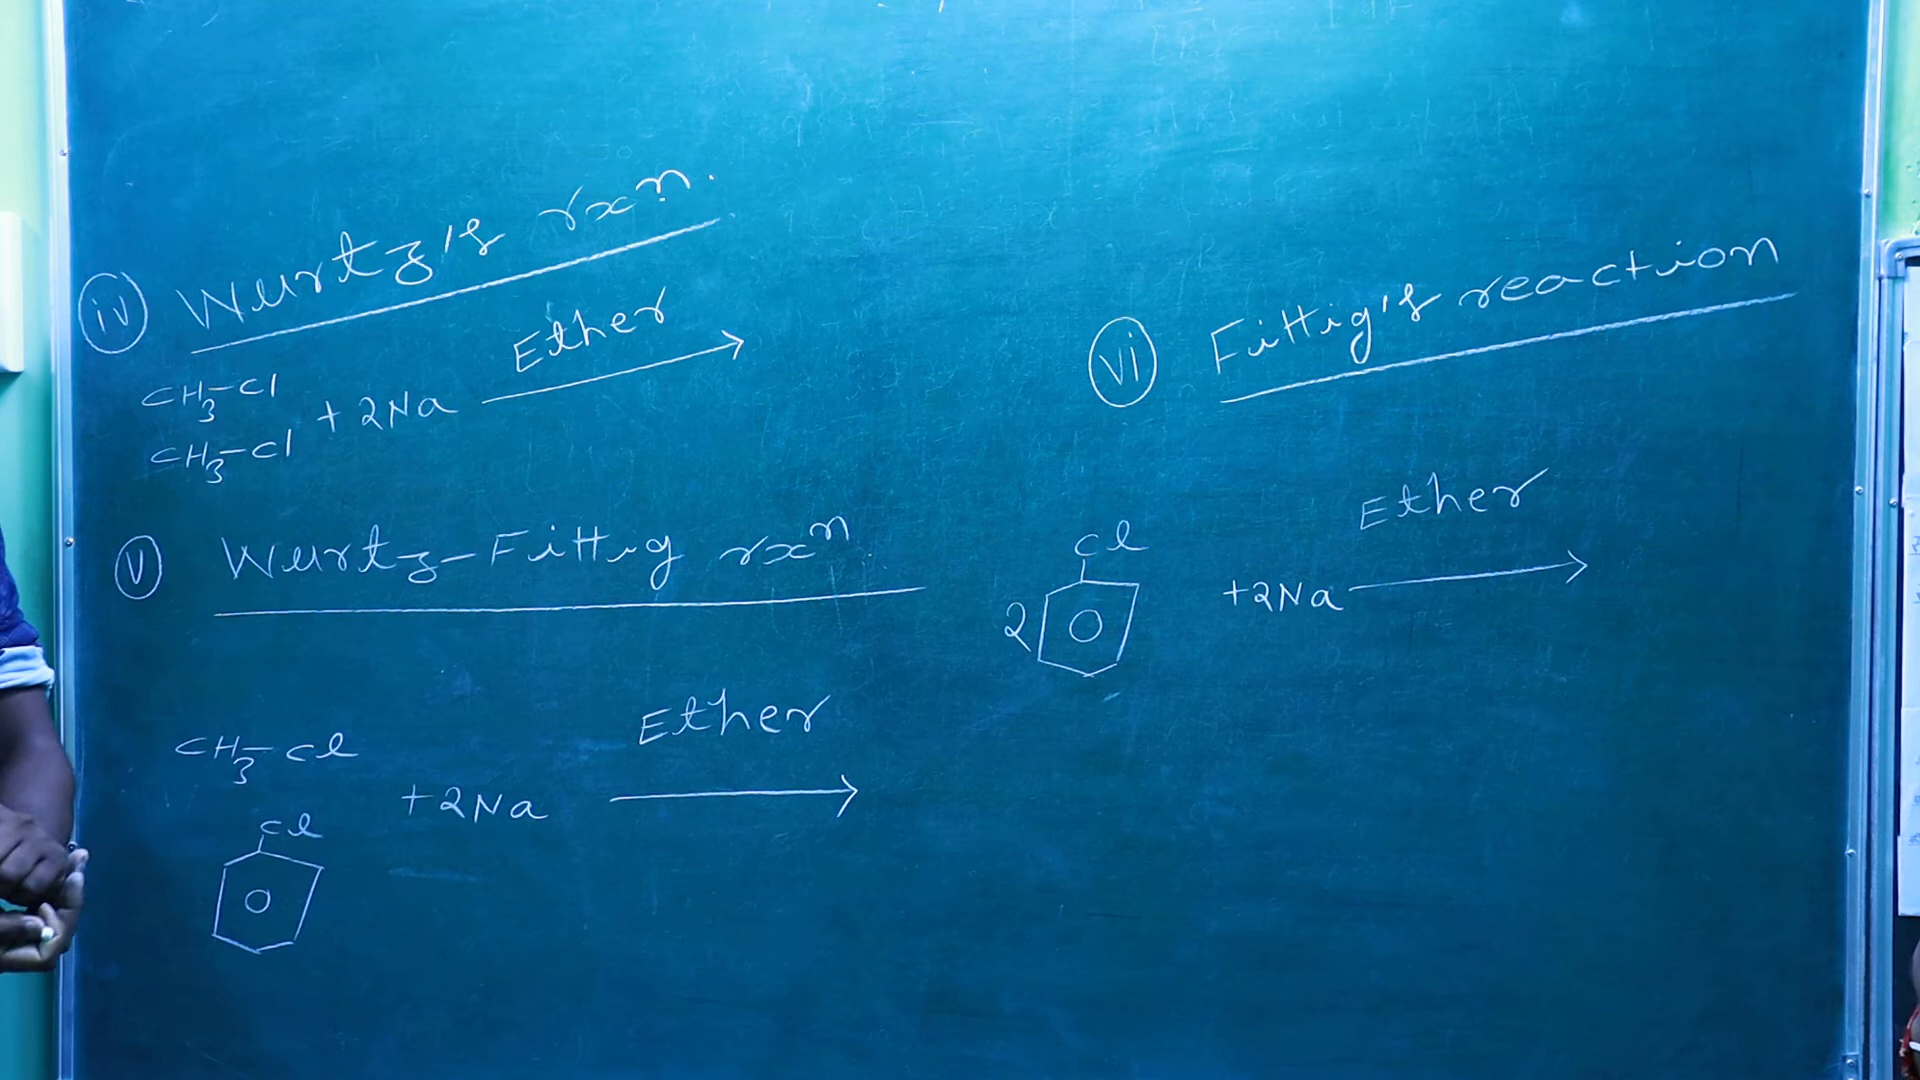 iv Wurtz's rxn.
Ether
CH3-Cl
+ 2Na
CH3-Cl
v Wurtz-Fittig rxn.
Ether
CH3-Cl
+2Na
Cl
vi Fittig's reaction
Ether
Cl
2 +2Na